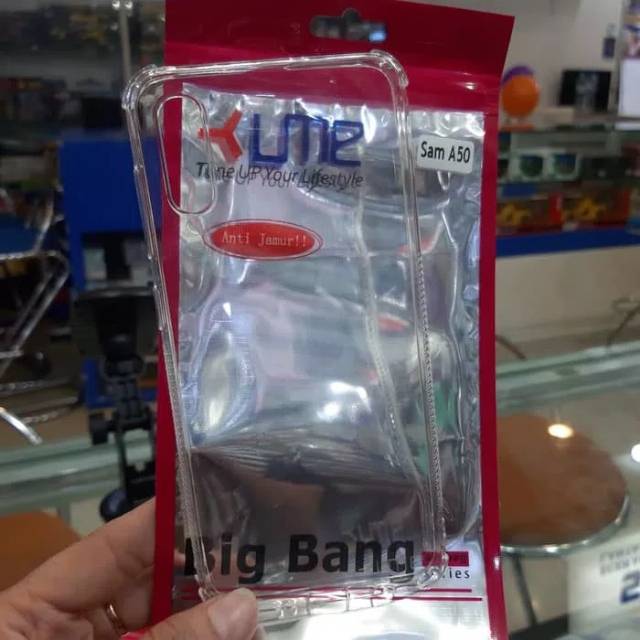 UME
Sam A50
Tune UP Your Lifestyle
Anti Jamur!!
Big Bang